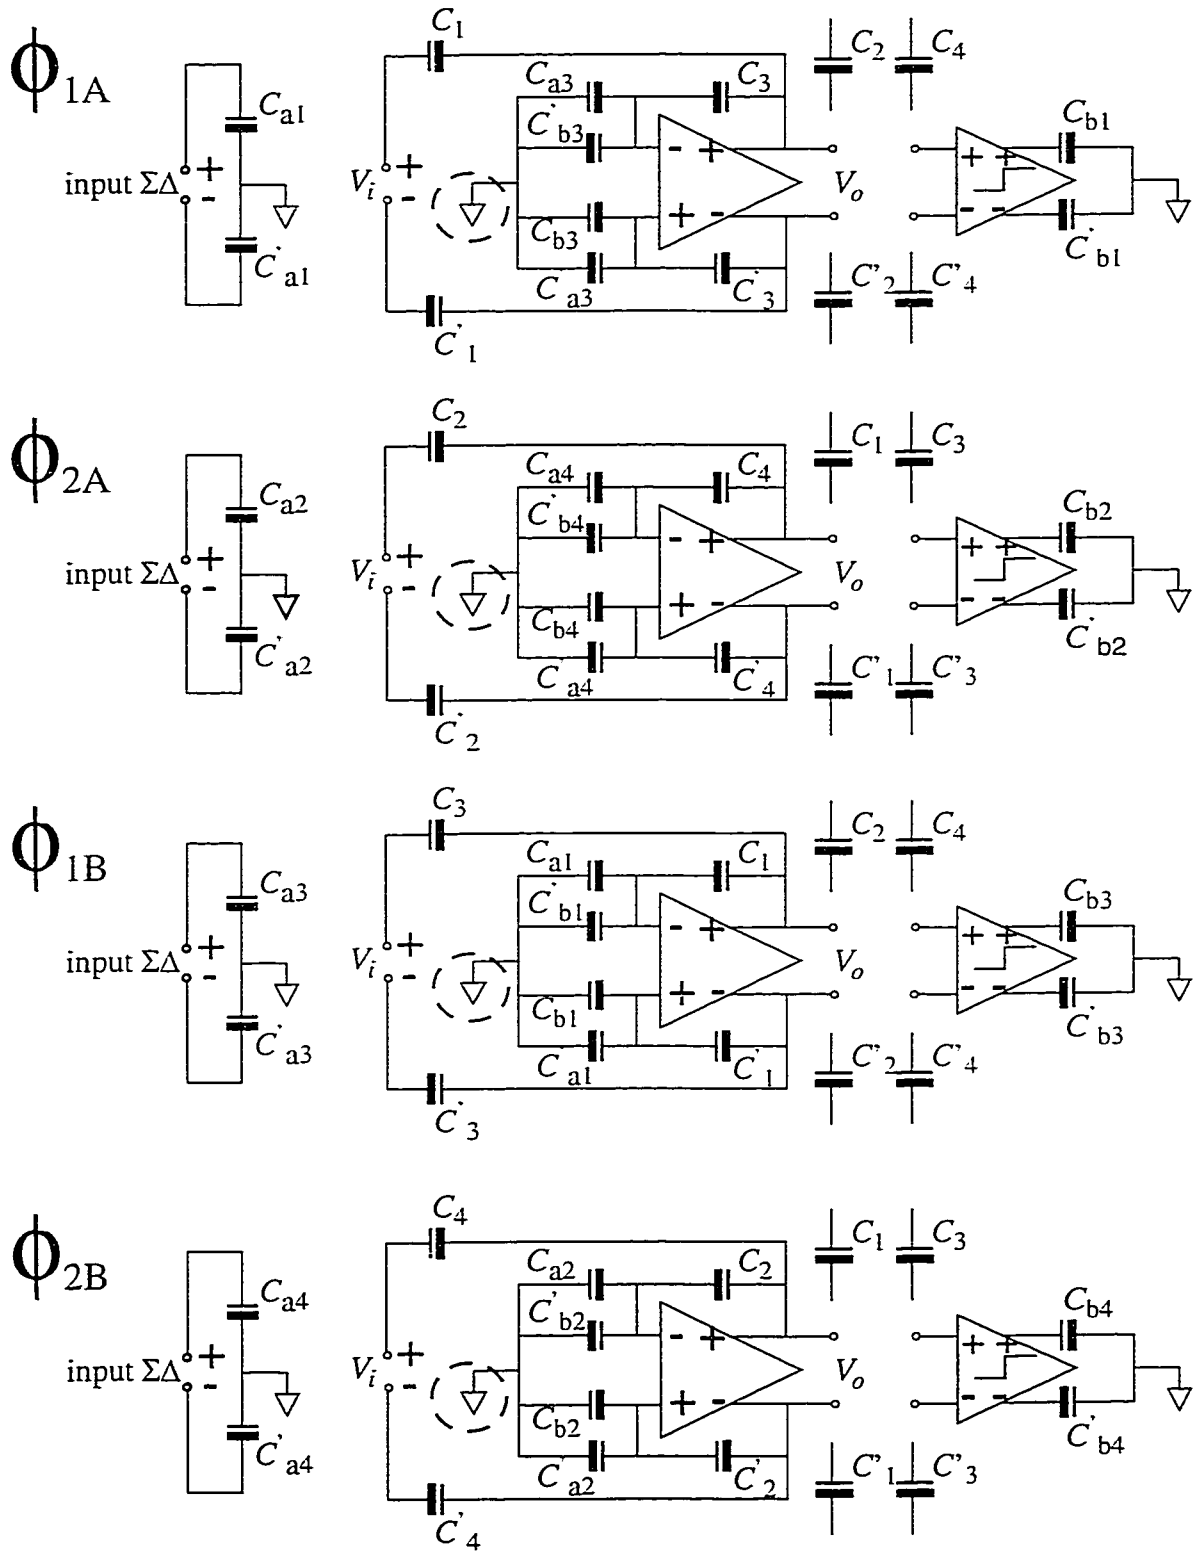 ϕ1A
C1
C2
C4
Ca1
Ca3
C3
C'b3
Cb1
input ΣΔ
+
-
Vi
+
-
- +
+ -
Vo
+ +
- -
Cb3
C'a1
Ca3
C'3
C'2
C'4
C'b1
C'1
ϕ2A
C2
C1
C3
Ca2
Ca4
C4
C'b4
Cb2
input ΣΔ
+
-
Vi
+
-
- +
+ -
Vo
+ +
- -
Cb4
C'a2
C'a4
C'4
C'1
C'3
C'b2
C'2
ϕ1B
C3
C2
C4
Ca3
Ca1
C1
C'b1
Cb3
input ΣΔ
+
-
Vi
+
-
- +
+ -
Vo
+ +
- -
Cb1
C'a3
C'a1
C'1
C'2
C'4
C'b3
C'3
ϕ2B
C4
C1
C3
Ca4
Ca2
C2
C'b2
Cb4
input ΣΔ
+
-
Vi
+
-
- +
+ -
Vo
+ +
- -
Cb2
C'a4
C'a2
C'2
C'1
C'3
C'b4
C'4